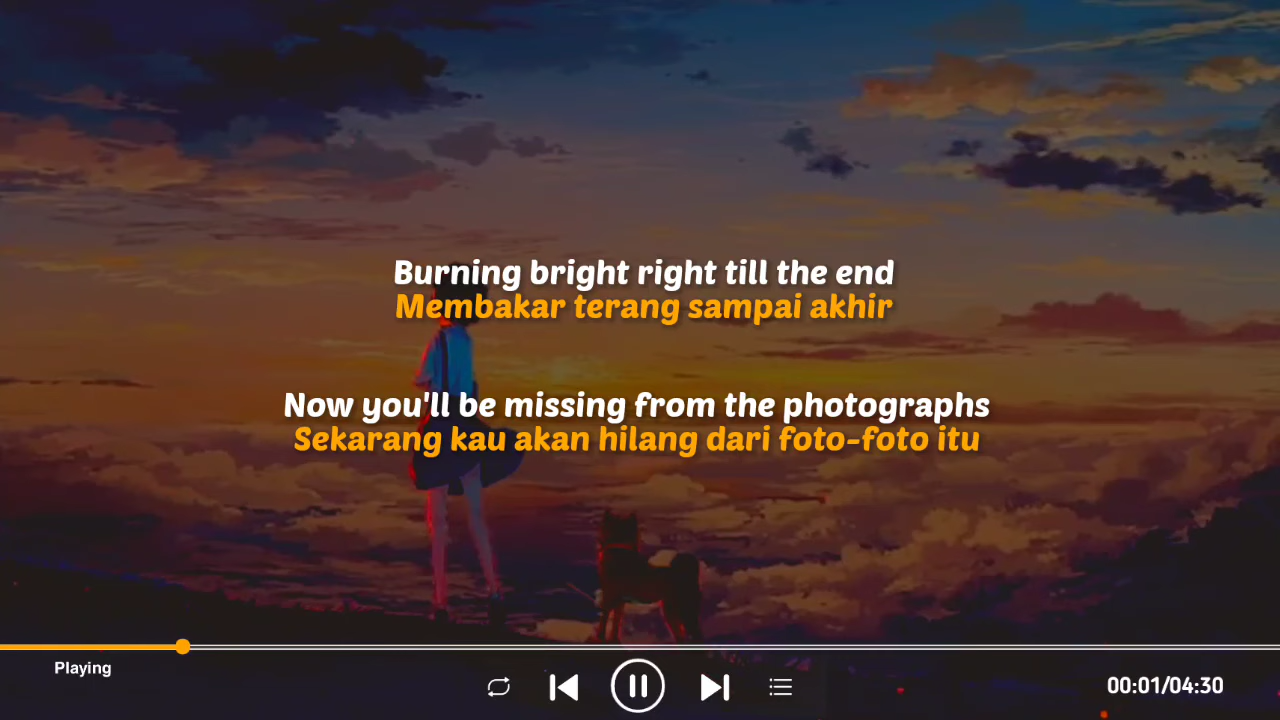 Burning bright right till the end
Membakar terang sampai akhir
Now you'll be missing from the photographs
Sekarang kau akan hilang dari foto-foto itu
Playing
00:01/04:30